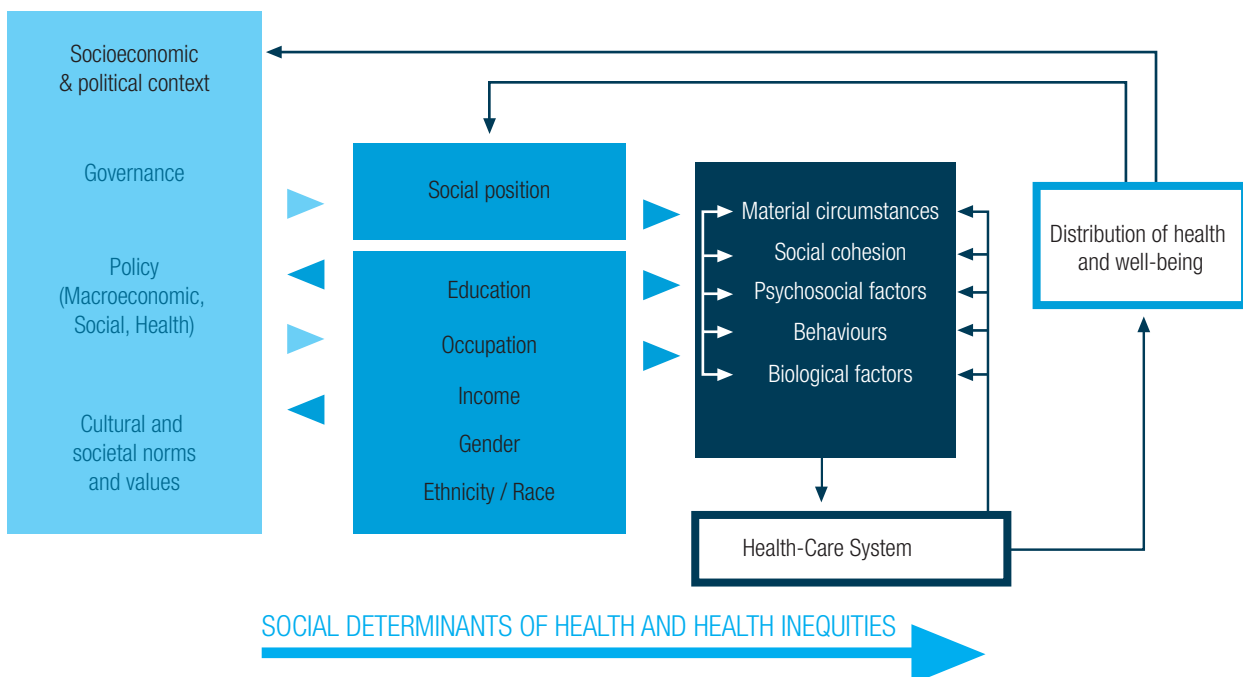 Socioeconomic
& political context
Governance
Policy
(Macroeconomic,
Social, Health)
Cultural and
societal norms
and values
Social position
Education
Occupation
Income
Gender
Ethnicity / Race
Material circumstances
Social cohesion
Psychosocial factors
Behaviours
Biological factors
Health-Care System
Distribution of health
and well-being
SOCIAL DETERMINANTS OF HEALTH AND HEALTH INEQUITIES